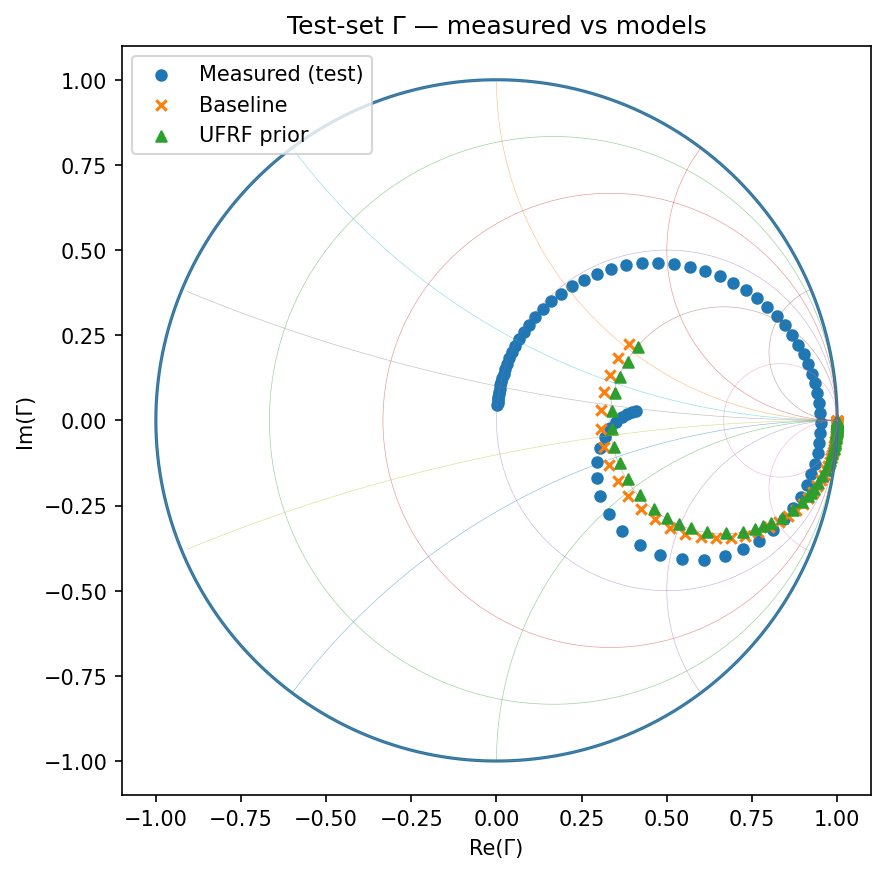 Test-set Γ — measured vs models
Measured (test)
Baseline
UFRF prior
1.00
0.75
0.50
0.25
0.00
−0.25
−0.50
−0.75
−1.00
Im(Γ)
−1.00 −0.75 −0.50 −0.25 0.00 0.25 0.50 0.75 1.00
Re(Γ)